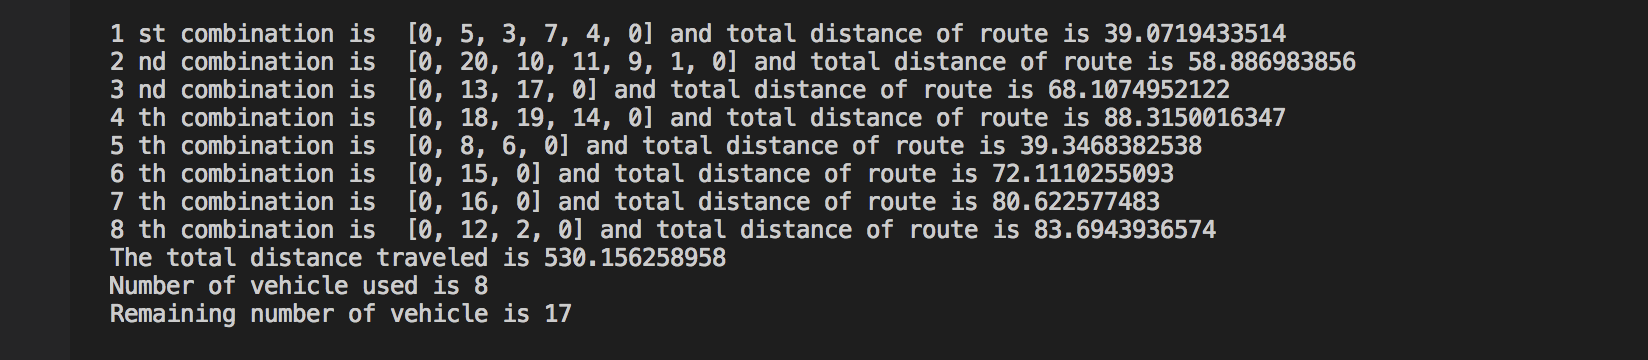 1 st combination is  [0, 5, 3, 7, 4, 0] and total distance of route is 39.0719433514
2 nd combination is  [0, 20, 10, 11, 9, 1, 0] and total distance of route is 58.886983856
3 nd combination is  [0, 13, 17, 0] and total distance of route is 68.1074952122
4 th combination is  [0, 18, 19, 14, 0] and total distance of route is 88.3150016347
5 th combination is  [0, 8, 6, 0] and total distance of route is 39.3468382538
6 th combination is  [0, 15, 0] and total distance of route is 72.1110255093
7 th combination is  [0, 16, 0] and total distance of route is 80.622577483
8 th combination is  [0, 12, 2, 0] and total distance of route is 83.6943936574
The total distance traveled is 530.156258958
Number of vehicle used is 8
Remaining number of vehicle is 17